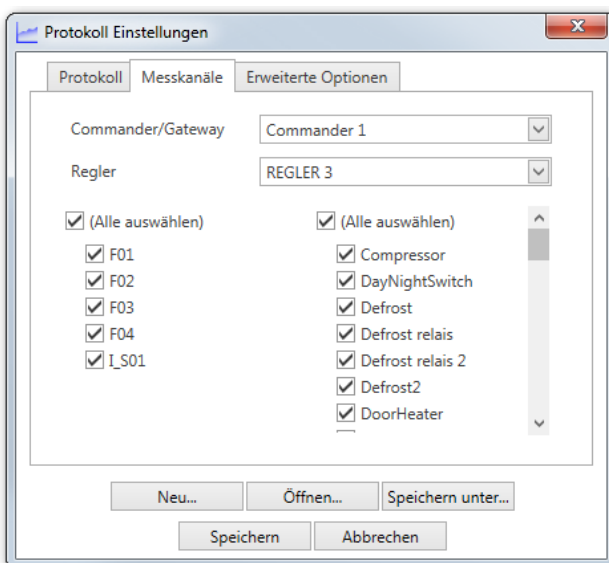 Protokoll Einstellungen
Protokoll Messkanäle Erweiterte Optionen
Commander/Gateway Commander 1
Regler REGLER 3
(Alle auswählen) (Alle auswählen)
F01 Compressor
F02 DayNightSwitch
F03 Defrost
F04 Defrost relais
I_S01 Defrost relais 2
Defrost2
DoorHeater
Neu... Öffnen... Speichern unter...
Speichern Abbrechen